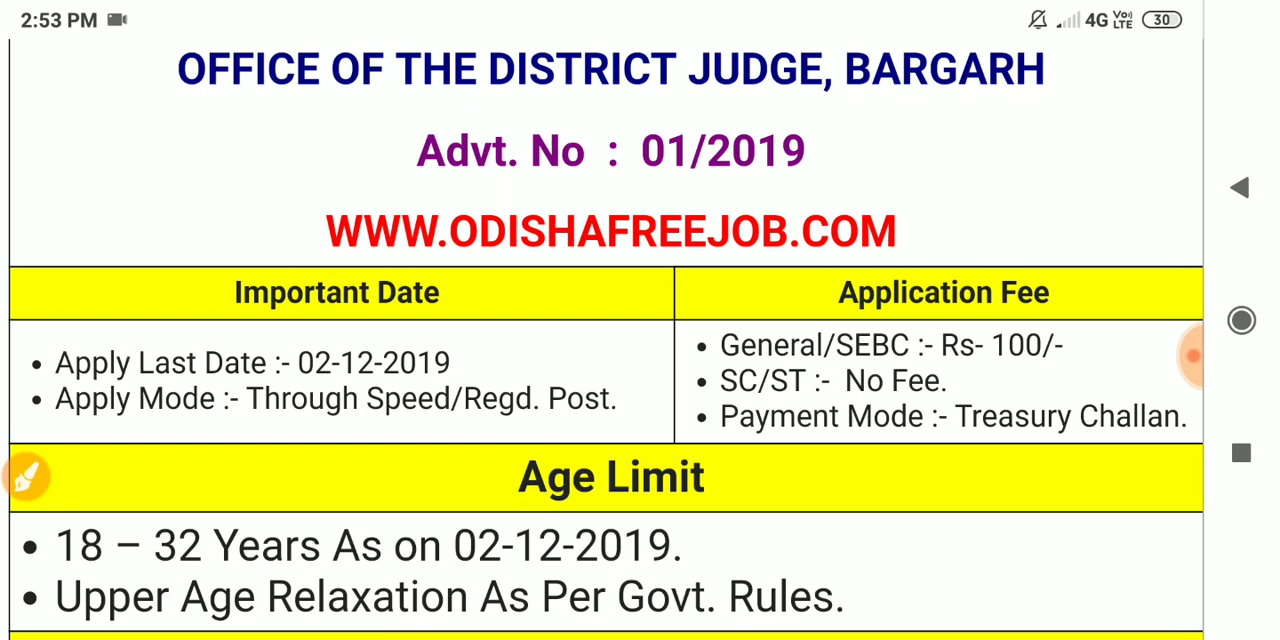 2:53 PM
4G Vo) LTE 30
OFFICE OF THE DISTRICT JUDGE, BARGARH
Advt. No : 01/2019
WWW.ODISHAFREEJOB.COM
Important Date
Application Fee
• Apply Last Date :- 02-12-2019
• Apply Mode :- Through Speed/Regd. Post.
• General/SEBC :- Rs- 100/-
• SC/ST :- No Fee.
• Payment Mode :- Treasury Challan.
Age Limit
• 18 – 32 Years As on 02-12-2019.
• Upper Age Relaxation As Per Govt. Rules.